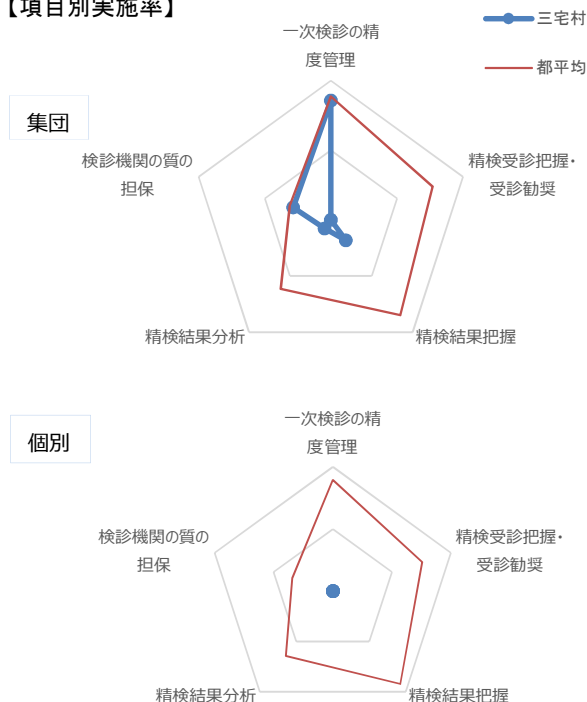 【項目別実施率】
三宅村
都平均
集団
一次検診の精
度管理
精検受診把握・
受診勧奨
精検結果把握
精検結果分析
検診機関の質の
担保
個別
一次検診の精
度管理
精検受診把握・
受診勧奨
精検結果把握
精検結果分析
検診機関の質の
担保